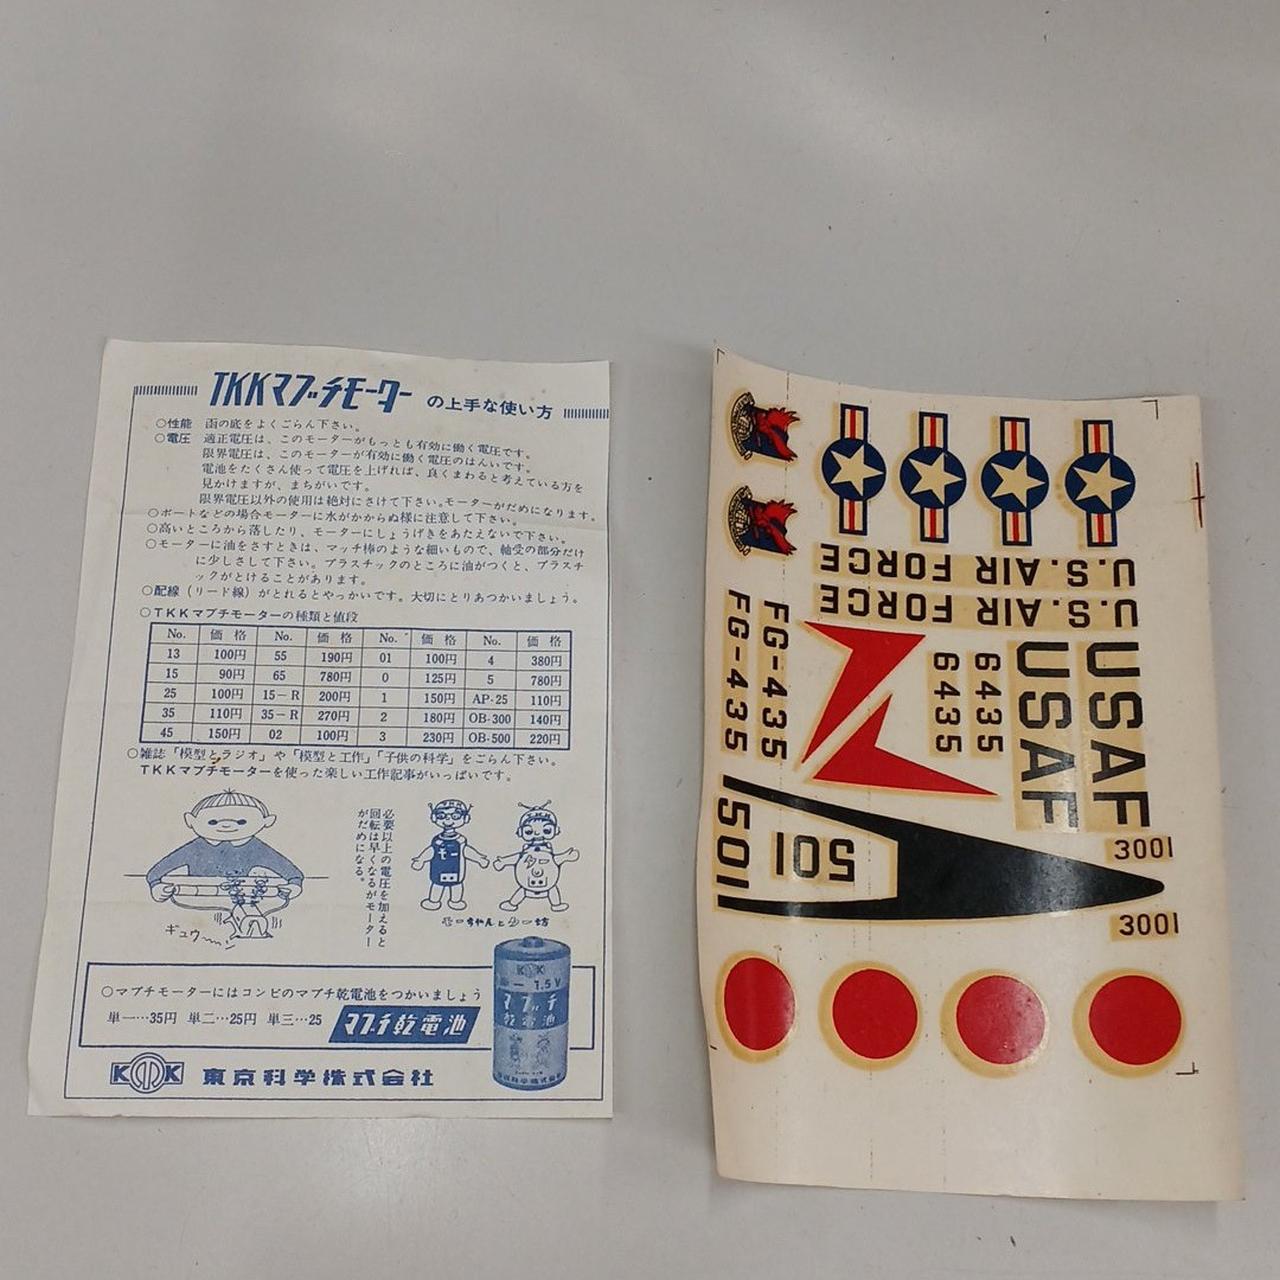 TKKマブチモーター の上手な使い方
○性能 函の底をよくごらん下さい。
○電圧 適正電圧は、このモーターがもっとも有効に働く電圧です。
限界電圧は、このモーターが有効に働く電圧のはんいです。
電池をたくさん使って電圧を上げれば、良くまわると考えている方を
見かけますが、まちがいです。
限界電圧以外の使用は絶対にさけて下さい。モーターがだめになります。
○ボートなどの場合モーターに水がかからぬ様に注意して下さい。
○高いところから落したり、モーターにしょうげきをあたえないで下さい。
○モーターに油をさすときは、マッチ棒のような細いもので、軸受の部分だけ
に少しさして下さい。プラスチックのところに油がつくと、プラスチ
ックがとけることがあります。
○配線（リード線）がとれるとやっかいです。大切にとりあつかいましょう。
○TKKマブチモーターの種類と値段
No. 価格 No. 価格 No. 価格 No. 価格
13 100円 55 190円 01 100円 4 380円
15 90円 65 780円 0 125円 5 780円
25 100円 15-R 200円 1 150円 AP-25 110円
35 110円 35-R 270円 2 180円 OB-300 140円
45 150円 02 100円 3 230円 OB-500 220円
○雑誌「模型とラジオ」や「模型と工作」「子供の科学」をごらん下さい。
TKKマブチモーターを使った楽しい工作記事がいっぱいです。
必要以上の電圧を加えると
回転は早くなるがモーター
がだめになる。
ギュウ
モー
モーちゃんとター坊
○マブチモーターにはコンビのマブチ乾電池をつかいましょう
単一…35円 単二…25円 単三…25
マブチ乾電池
K K
単一 1.5V
マブチ
乾電池
東京科学株式会社
KTK 東京科学株式会社
U.S. AIR FORCE
U.S. AIR FORCE
FG-435
FG-435
6435
6435
USAF
USAF
501
501
3001
3001